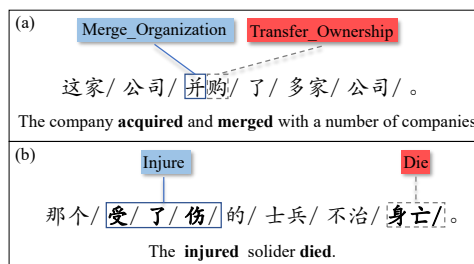 (a)
Merge_Organization Transfer_Ownership
这家/ 公司/ 并购/ 了/ 多家/ 公司/ 。
The company acquired and merged with a number of companies
(b)
Injure Die
那个/ 受/ 了/ 伤/ 的/ 士兵/ 不治/ 身亡/ 。
The injured solider died.